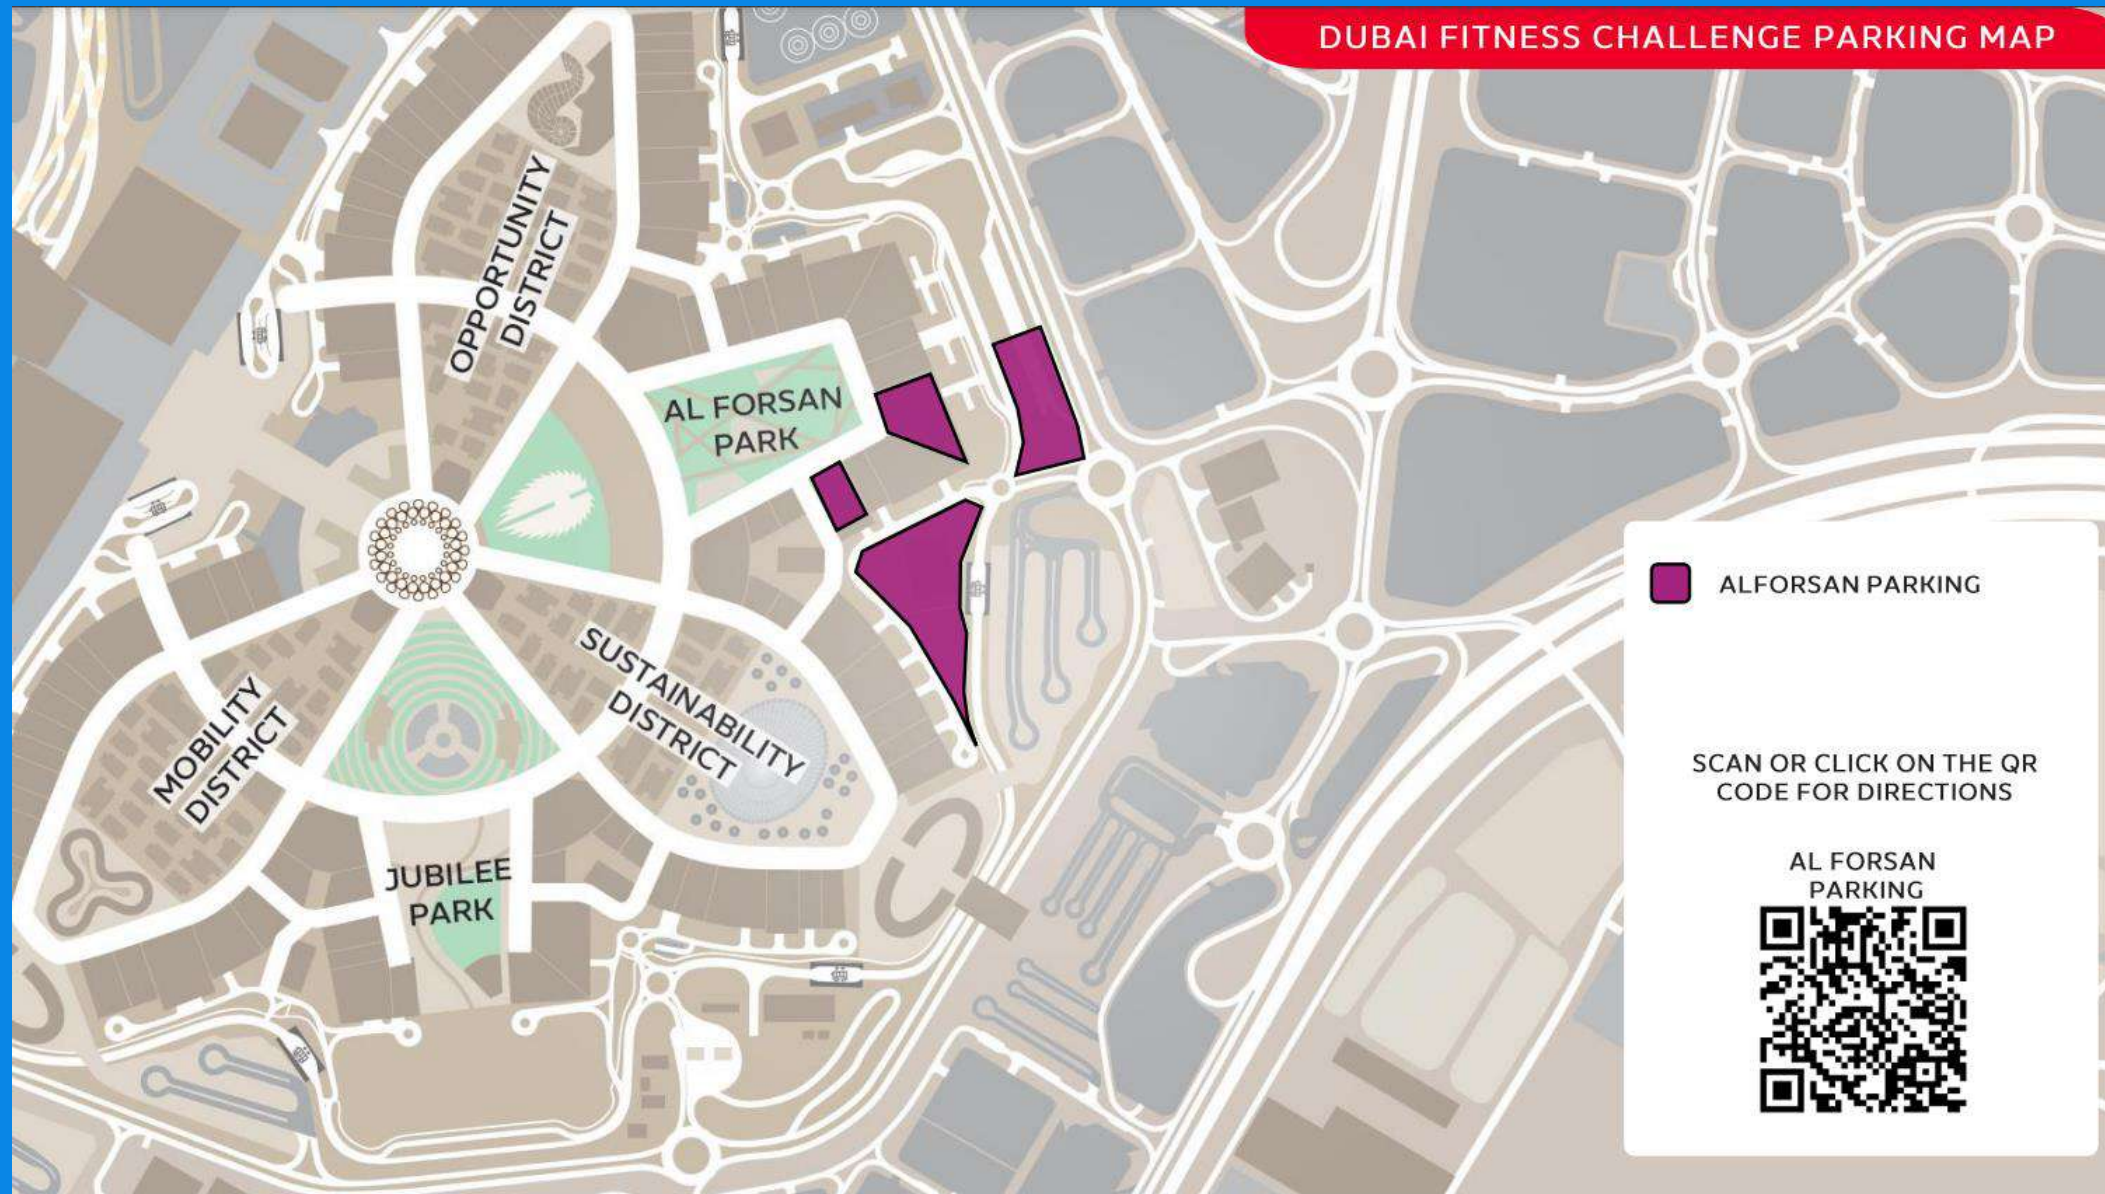 DUBAI FITNESS CHALLENGE PARKING MAP
OPPORTUNITY
DISTRICT
AL FORSAN
PARK
SUSTAINABILITY
DISTRICT
MOBILITY
DISTRICT
JUBILEE
PARK
ALFORSAN PARKING
SCAN OR CLICK ON THE QR
CODE FOR DIRECTIONS
AL FORSAN
PARKING